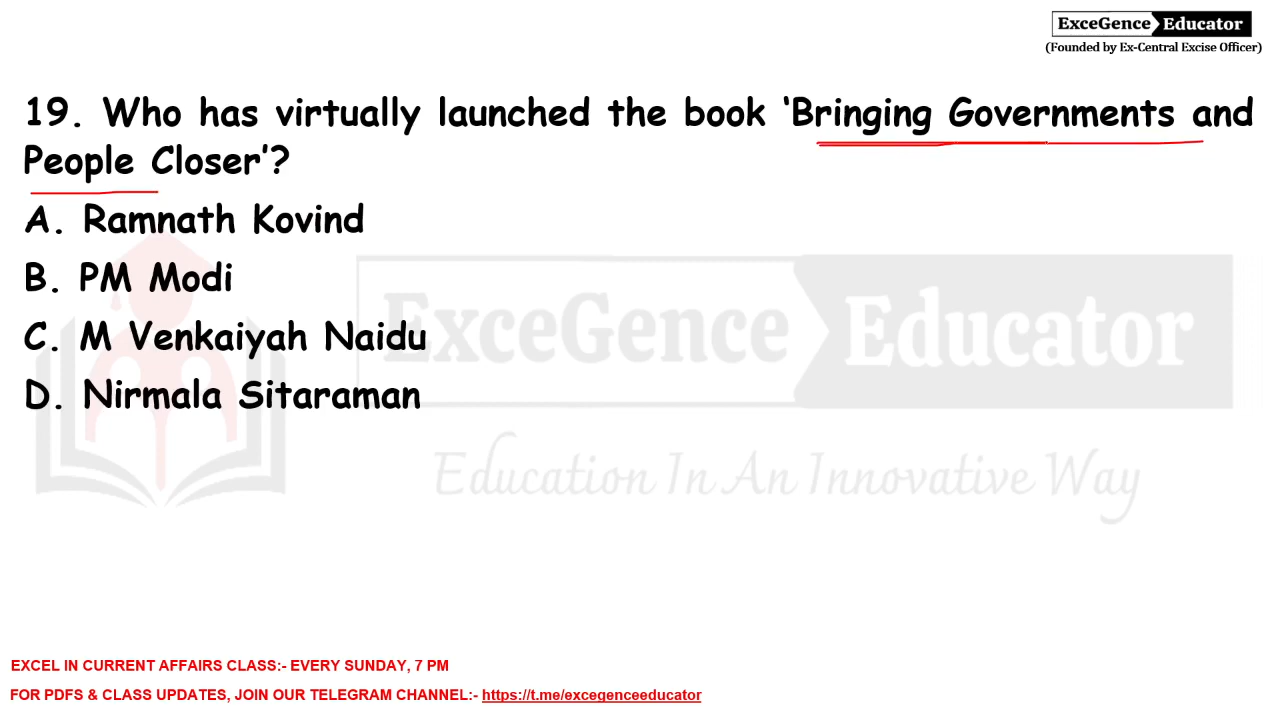 ExceGence Educator
(Founded by Ex-Central Excise Officer)
19. Who has virtually launched the book ‘Bringing Governments and
People Closer’?
A. Ramnath Kovind
B. PM Modi
C. M Venkaiyah Naidu
D. Nirmala Sitaraman
ExceGence Educator
Education In An Innovative Way
EXCEL IN CURRENT AFFAIRS CLASS:- EVERY SUNDAY, 7 PM
FOR PDFS & CLASS UPDATES, JOIN OUR TELEGRAM CHANNEL:- https://t.me/excegenceeducator